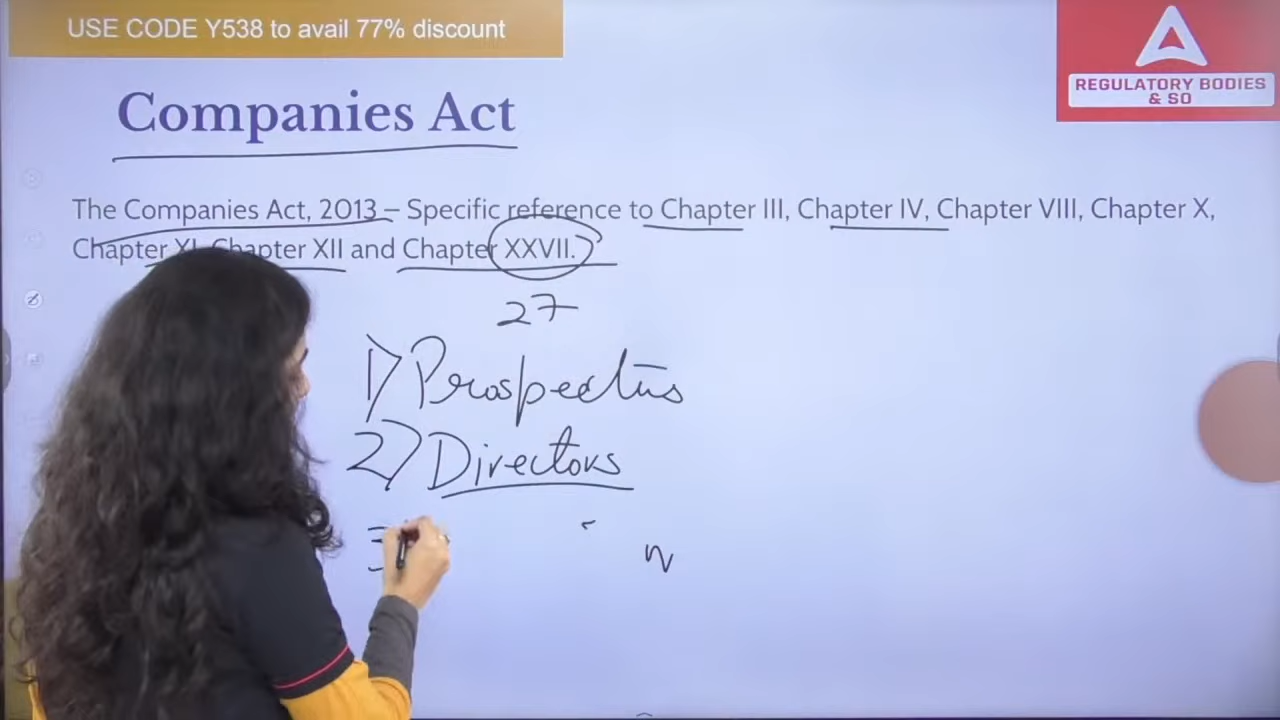 USE CODE Y538 to avail 77% discount
REGULATORY BODIES
& SO
Companies Act
The Companies Act, 2013 – Specific reference to Chapter III, Chapter IV, Chapter VIII, Chapter X,
Chapter XI, Chapter XII and Chapter XXVII.
27
1) Prospectus
2) Directors
3